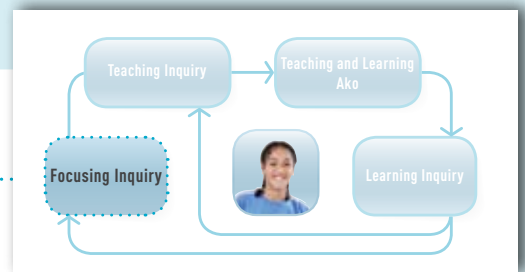 Teaching Inquiry
Teaching and Learning
Ako
Focusing Inquiry
Learning Inquiry